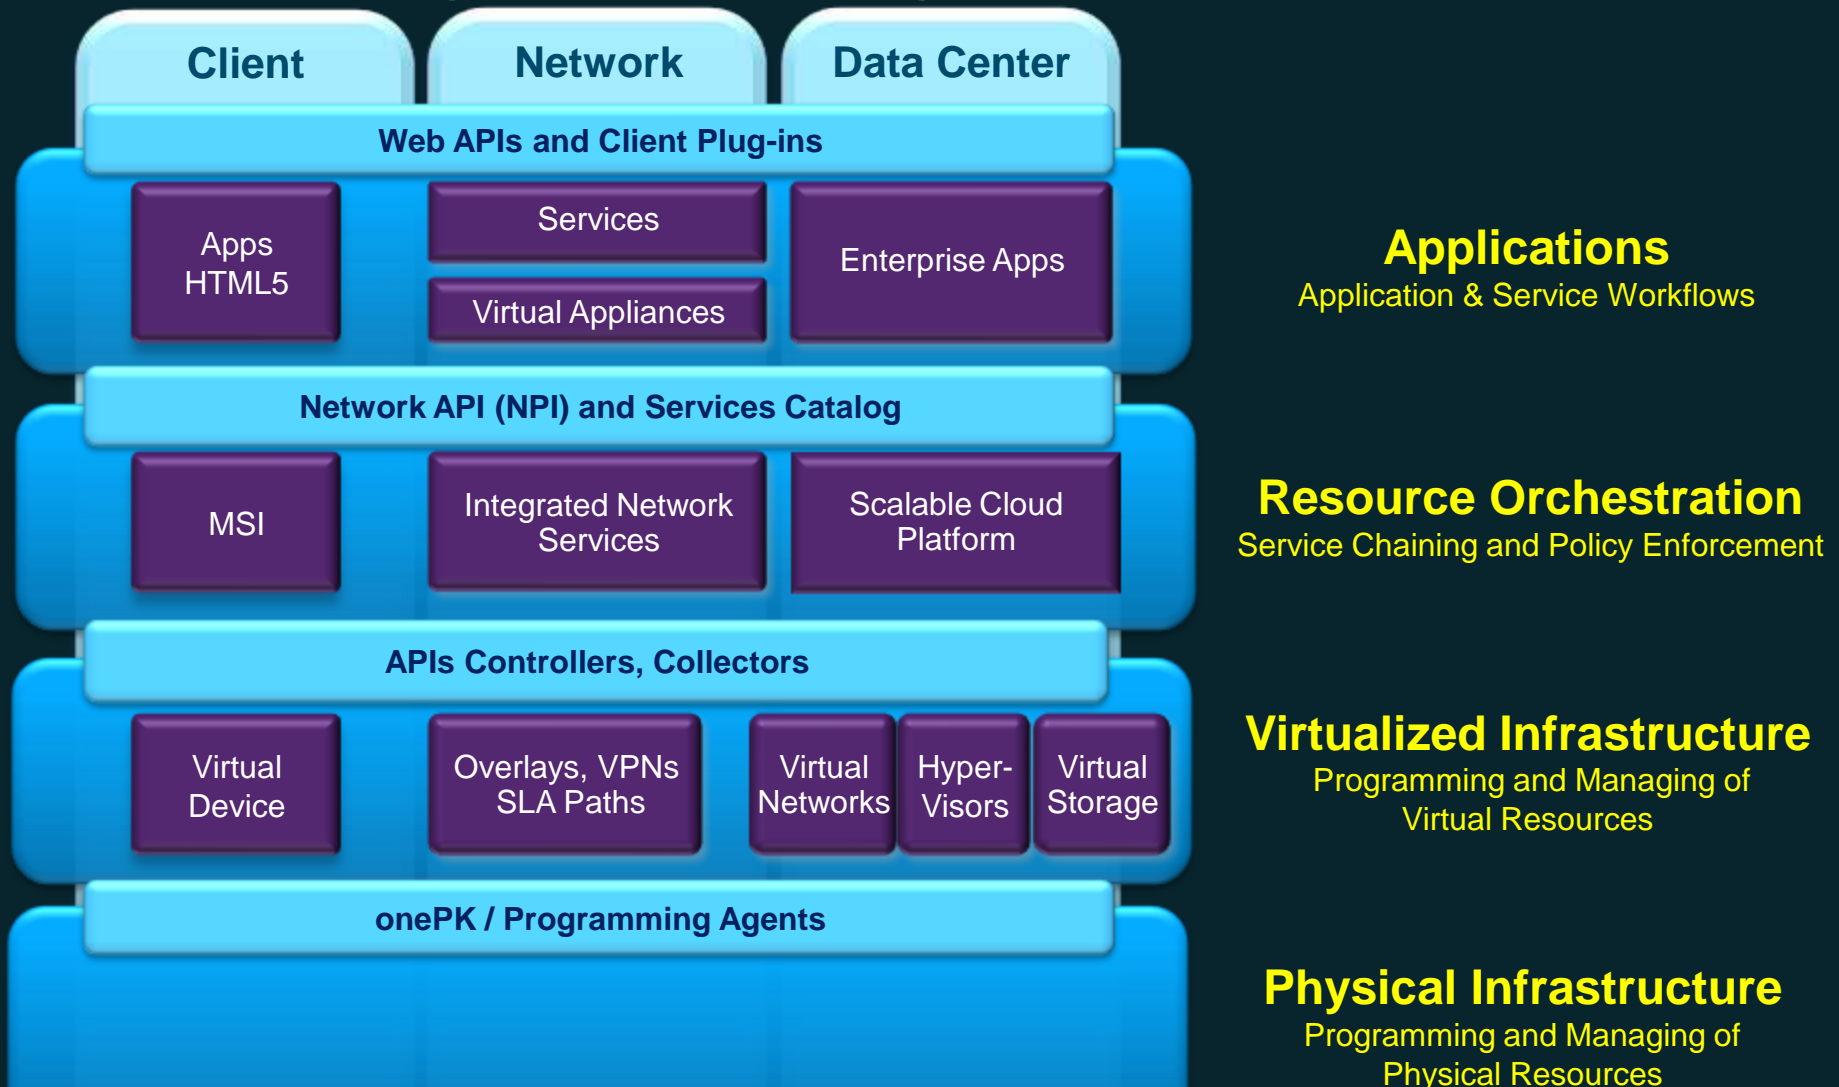 Client
Network
Data Center
Web APIs and Client Plug-ins
Apps
HTML5
Services
Virtual Appliances
Enterprise Apps
Applications
Application & Service Workflows
Network API (NPI) and Services Catalog
MSI
Integrated Network
Services
Scalable Cloud
Platform
Resource Orchestration
Service Chaining and Policy Enforcement
APIs Controllers, Collectors
Virtual
Device
Overlays, VPNs
SLA Paths
Virtual
Networks
Hyper-
Visors
Virtual
Storage
Virtualized Infrastructure
Programming and Managing of
Virtual Resources
onePK / Programming Agents
Physical Infrastructure
Programming and Managing of
Physical Resources